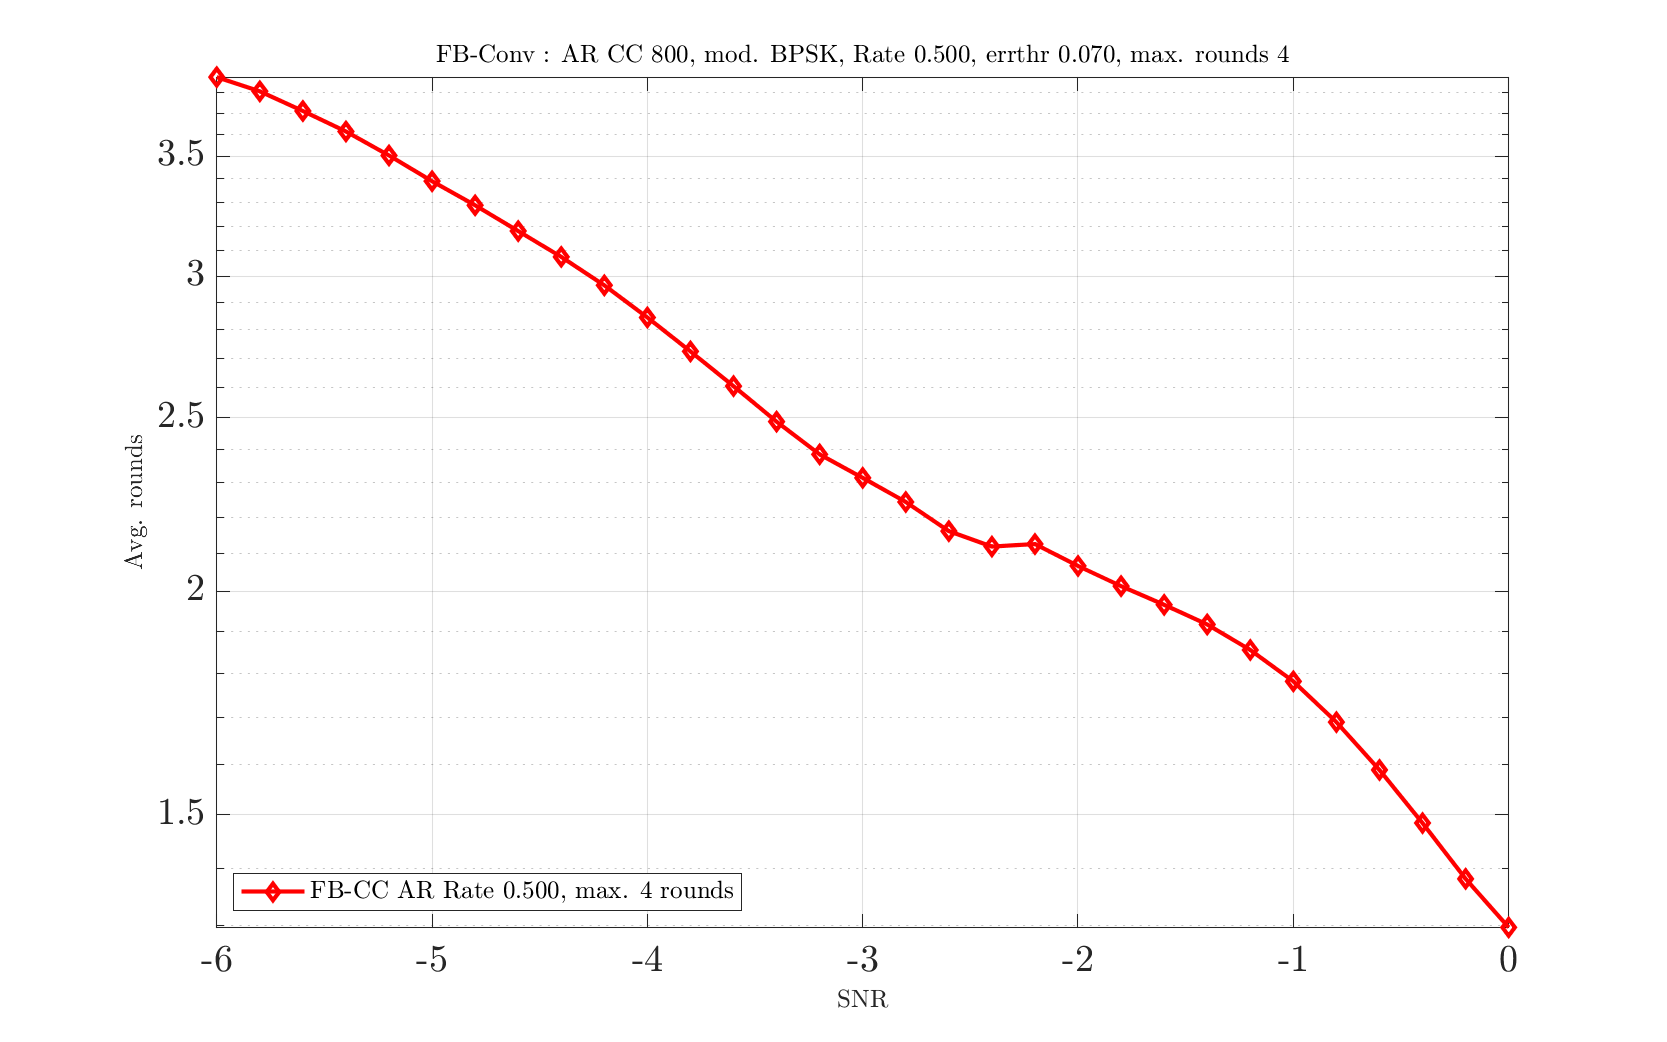 FB-Conv : AR CC 800, mod. BPSK, Rate 0.500, errthr 0.070, max. rounds 4
3.5
3
2.5
2
1.5
Avg. rounds
FB-CC AR Rate 0.500, max. 4 rounds
-6 -5 -4 -3 -2 -1 0
SNR